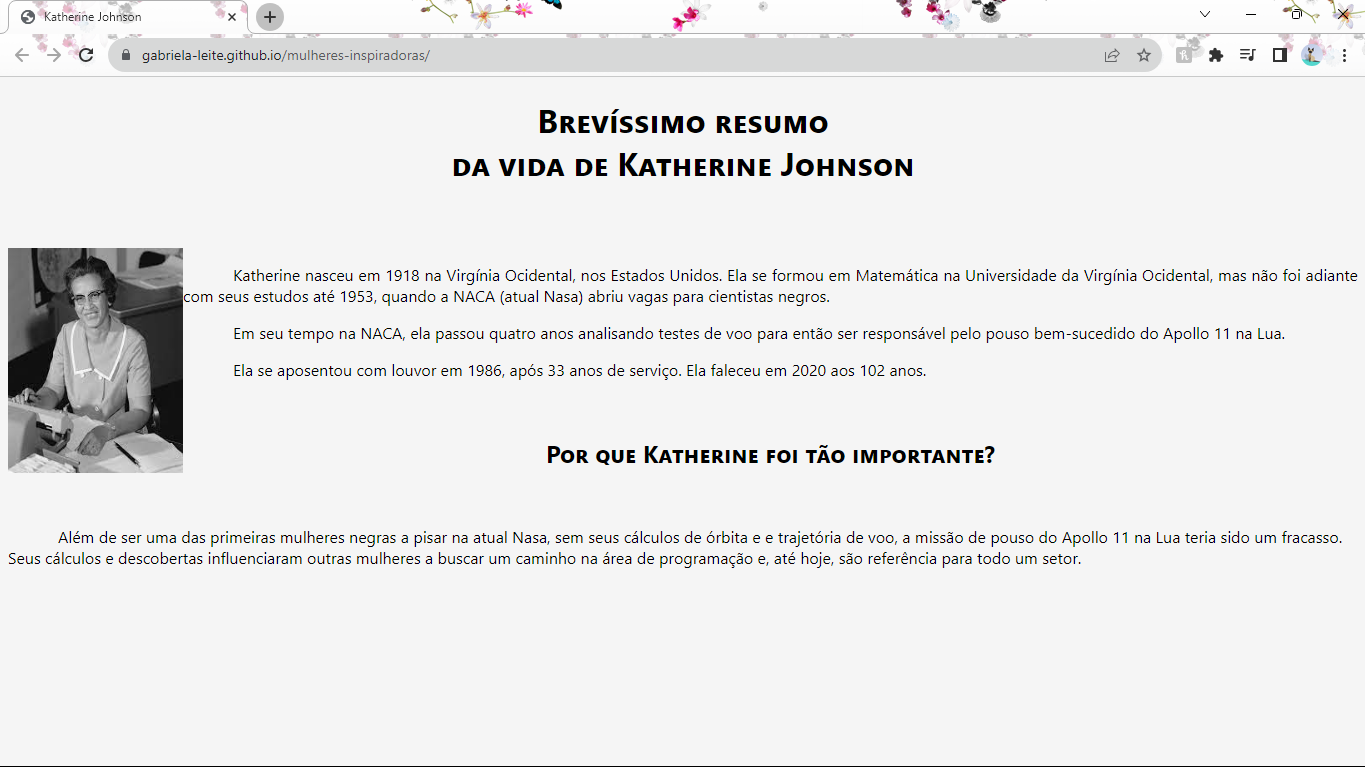 Katherine Johnson
gabriela-leite.github.io/mulheres-inspiradoras/
Brevíssimo resumo
da vida de Katherine Johnson
Katherine nasceu em 1918 na Virgínia Ocidental, nos Estados Unidos. Ela se formou em Matemática na Universidade da Virgínia Ocidental, mas não foi adiante
com seus estudos até 1953, quando a NACA (atual Nasa) abriu vagas para cientistas negros.
Em seu tempo na NACA, ela passou quatro anos analisando testes de voo para então ser responsável pelo pouso bem-sucedido do Apollo 11 na Lua.
Ela se aposentou com louvor em 1986, após 33 anos de serviço. Ela faleceu em 2020 aos 102 anos.
Por que Katherine foi tão importante?
Além de ser uma das primeiras mulheres negras a pisar na atual Nasa, sem seus cálculos de órbita e e trajetória de voo, a missão de pouso do Apollo 11 na Lua teria sido um fracasso.
Seus cálculos e descobertas influenciaram outras mulheres a buscar um caminho na área de programação e, até hoje, são referência para todo um setor.